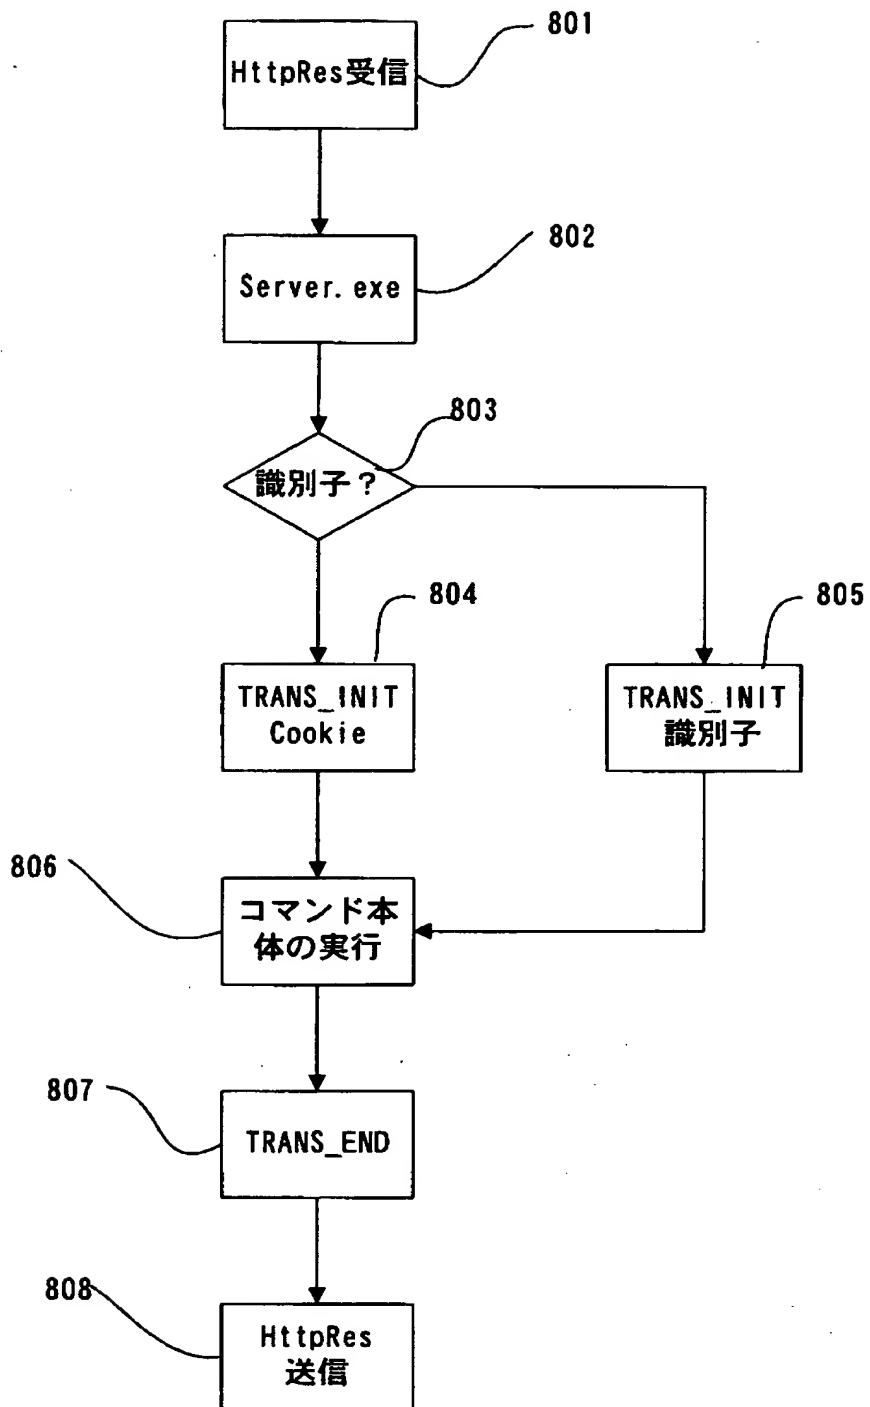 801
HttpRes受信
802
Server.exe
803
識別子?
804
805
TRANS_INIT
Cookie
TRANS_INIT
識別子
806
コマンド本
体の実行
807
TRANS_END
808
HttpRes
送信